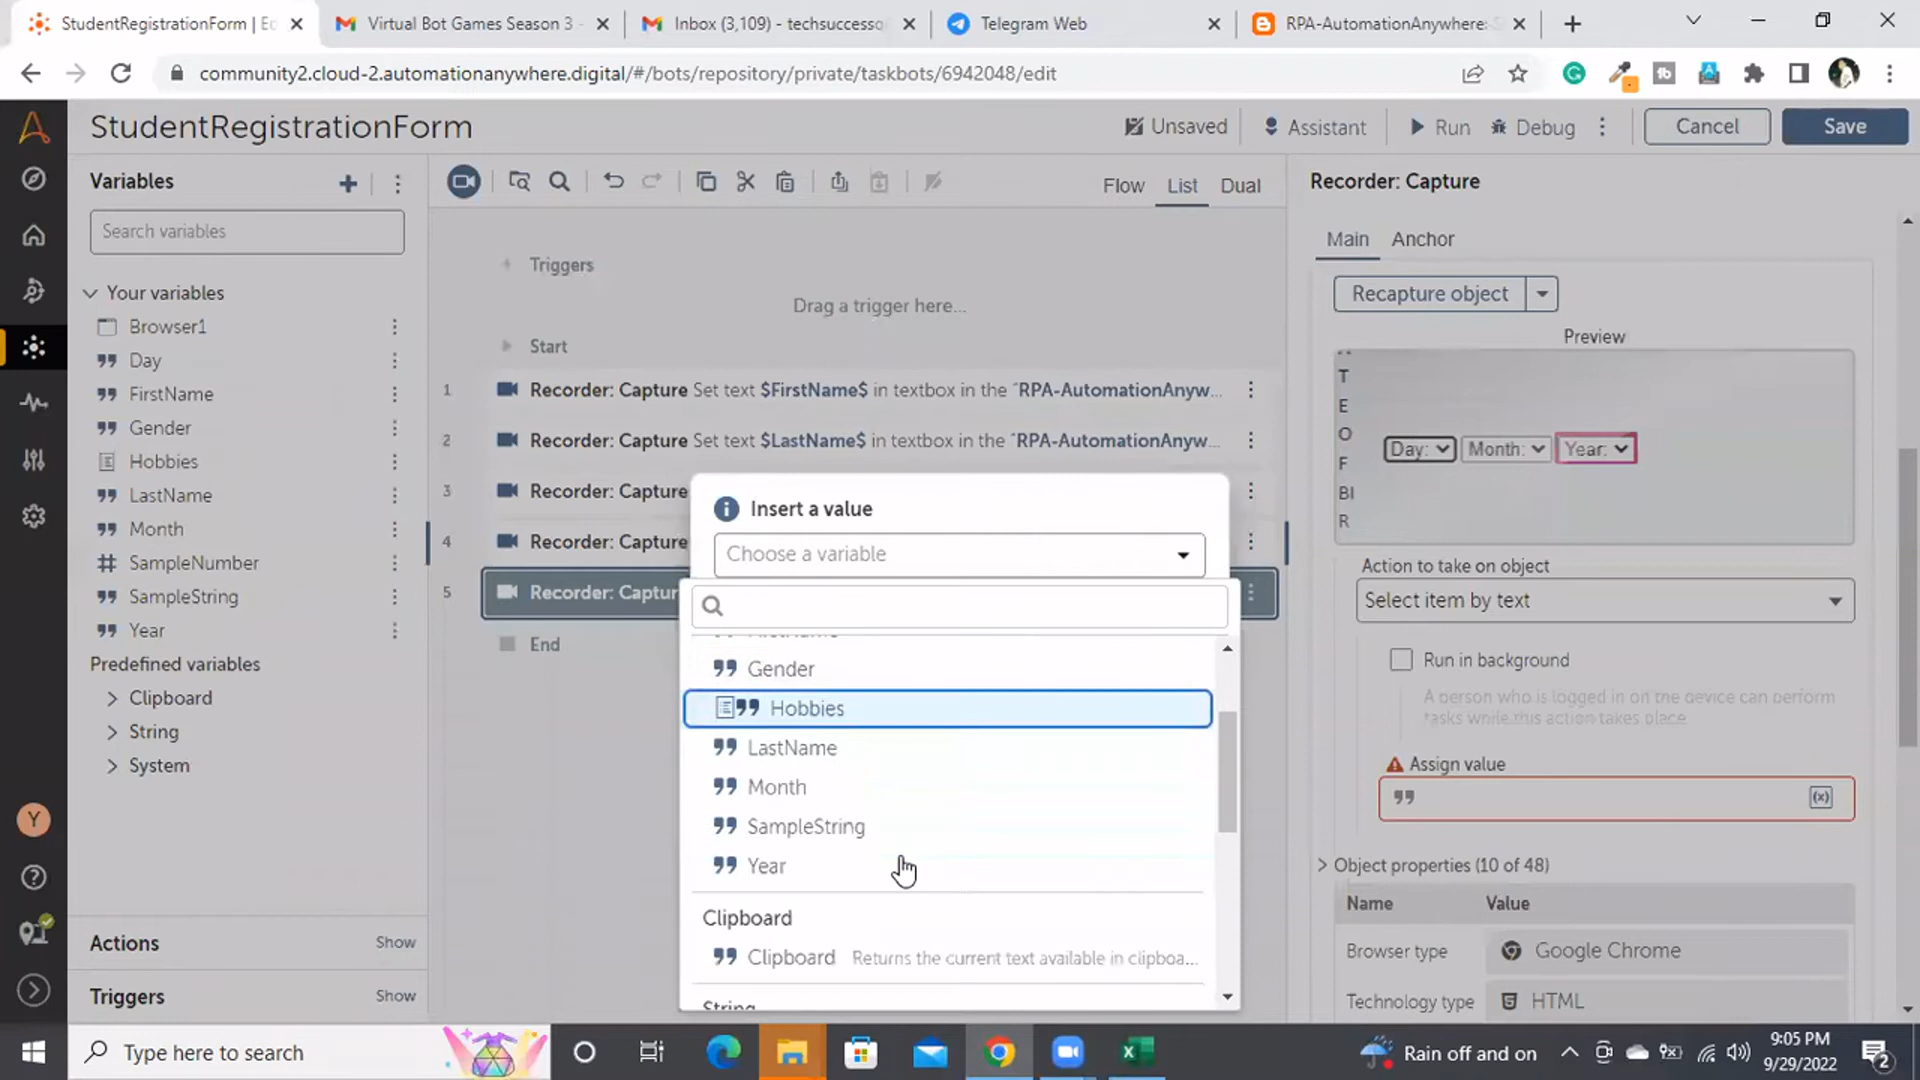 StudentRegistrationForm | Ec
Virtual Bot Games Season 3 -
Inbox (3,109) - techsuccesso
Telegram Web
RPA-AutomationAnywhere: S
community2.cloud-2.automationanywhere.digital/#/bots/repository/private/taskbots/6942048/edit
StudentRegistrationForm
Unsaved
Assistant
Run
Debug
Cancel
Save
Variables
Search variables
Your variables
Browser1
Day
FirstName
Gender
Hobbies
LastName
Month
SampleNumber
SampleString
Year
Predefined variables
Clipboard
String
System
Actions
Show
Triggers
Show
Flow
List
Dual
Triggers
Drag a trigger here...
Start
1 Recorder: Capture Set text $FirstName$ in textbox in the "RPA-AutomationAnyw...
2 Recorder: Capture Set text $LastName$ in textbox in the "RPA-AutomationAnyw...
3 Recorder: Capture
4 Recorder: Capture
5 Recorder: Captur
End
Insert a value
Choose a variable
Gender
Hobbies
LastName
Month
SampleString
Year
Clipboard
Clipboard Returns the current text available in clipboa...
String
Recorder: Capture
Main
Anchor
Recapture object
Preview
T
E
O
F
BI
R
Day:
Month:
Year:
Action to take on object
Select item by text
Run in background
A person who is logged in on the device can perform
tasks while this action takes place
Assign value
(x)
Object properties (10 of 48)
Name Value
Browser type Google Chrome
Technology type HTML
Y
Type here to search
Rain off and on
9:05 PM
9/29/2022
2